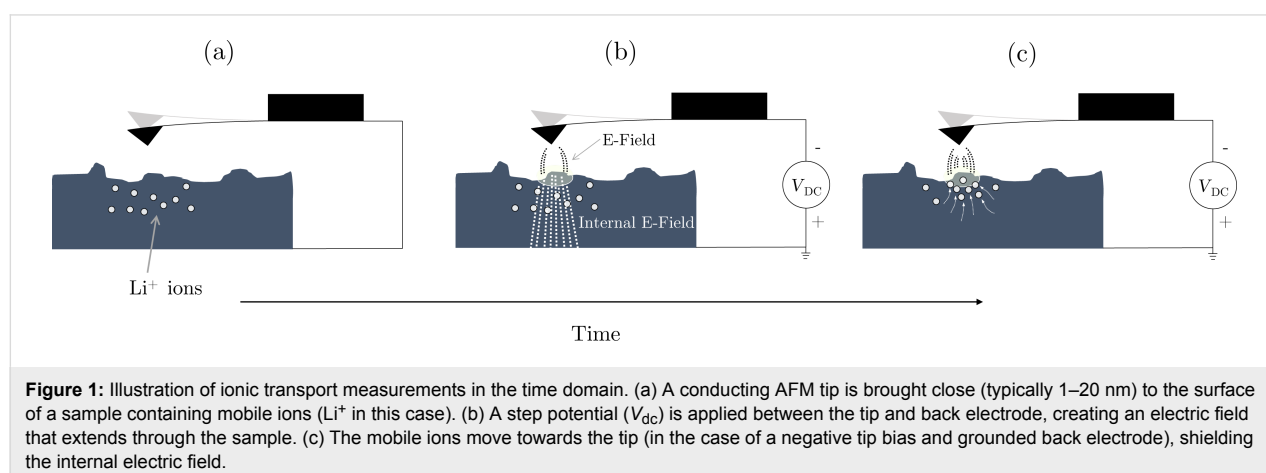 (a)
(b)
(c)
E-Field
-
-
V_DC
V_DC
Internal E-Field
+
+
Li⁺ ions
Time
Figure 1: Illustration of ionic transport measurements in the time domain. (a) A conducting AFM tip is brought close (typically 1–20 nm) to the surface
of a sample containing mobile ions (Li⁺ in this case). (b) A step potential (V_dc) is applied between the tip and back electrode, creating an electric field
that extends through the sample. (c) The mobile ions move towards the tip (in the case of a negative tip bias and grounded back electrode), shielding
the internal electric field.